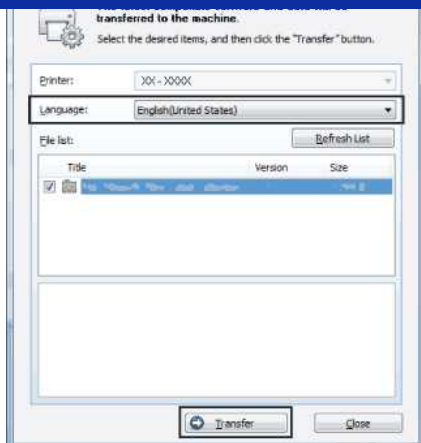 transferred to the machine.
Select the desired items, and then click the "Transfer" button.
Printer: XX-XXXX
Language: English(United States)
File list: Refresh List
Title Version Size
Transfer Close